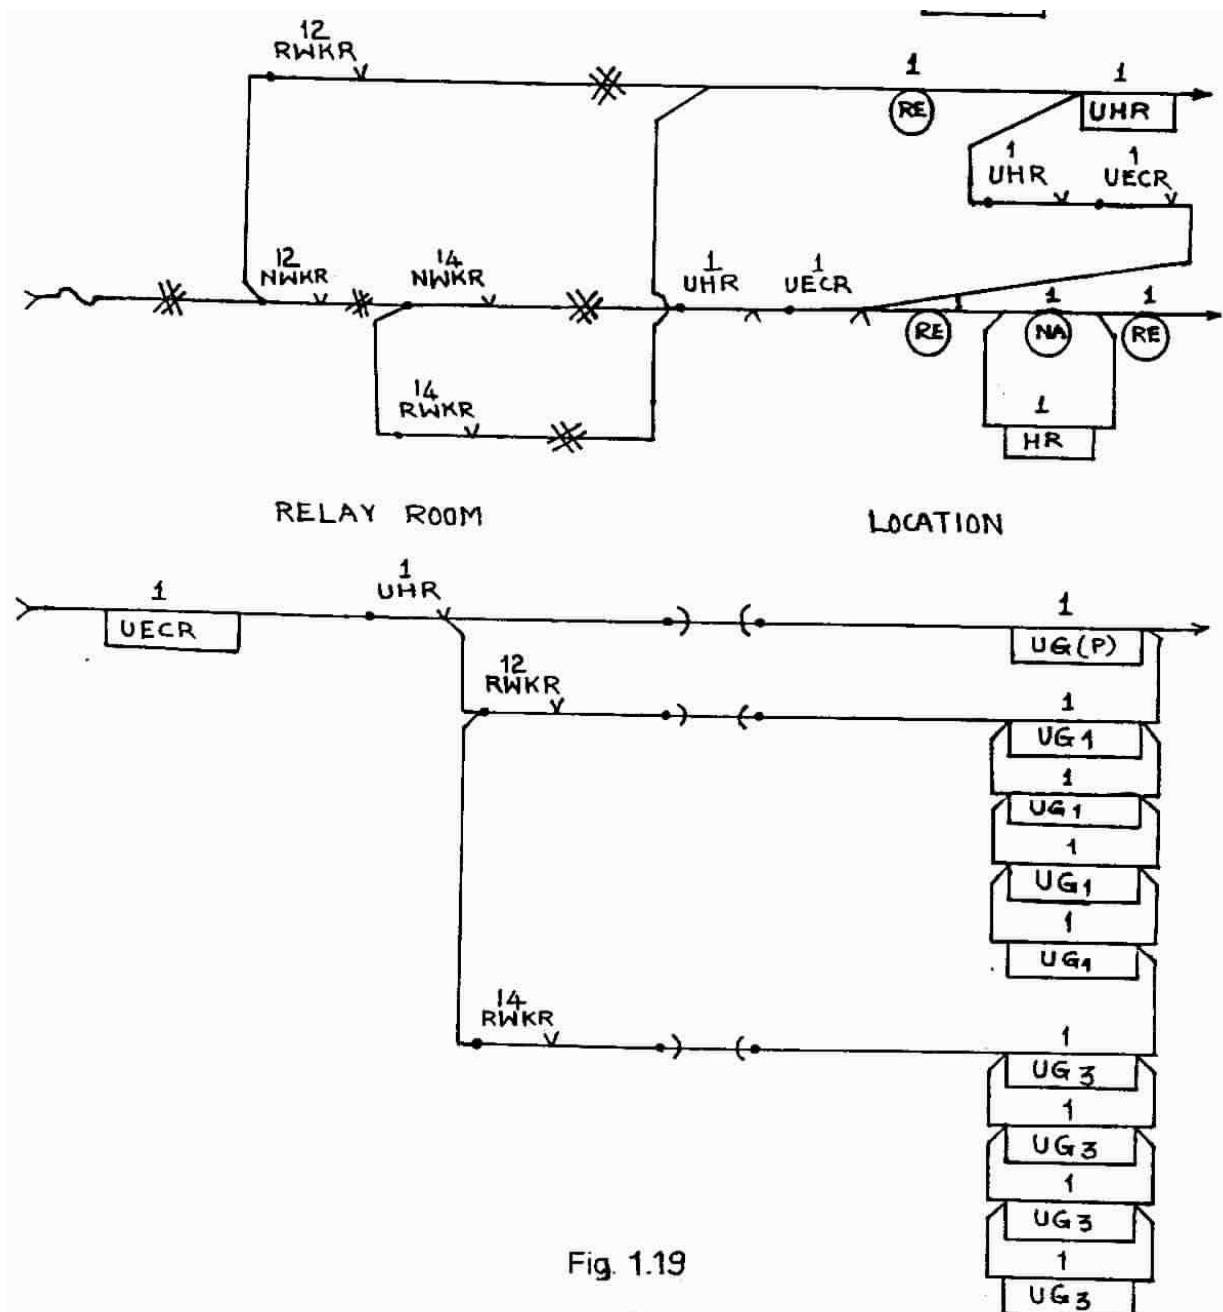 12
RWKR
1
RE
1
UHR
1
UHR
1
UECR
12
NWKR
14
NWKR
1
UHR
1
UECR
RE
1
NA
1
RE
14
RWKR
1
HR
RELAY ROOM
LOCATION
1
UECR
1
UHR
1
UG(P)
12
RWKR
1
UG1
1
UG1
1
UG1
1
UG1
14
RWKR
1
UG3
1
UG3
1
UG3
1
UG3
Fig. 1.19